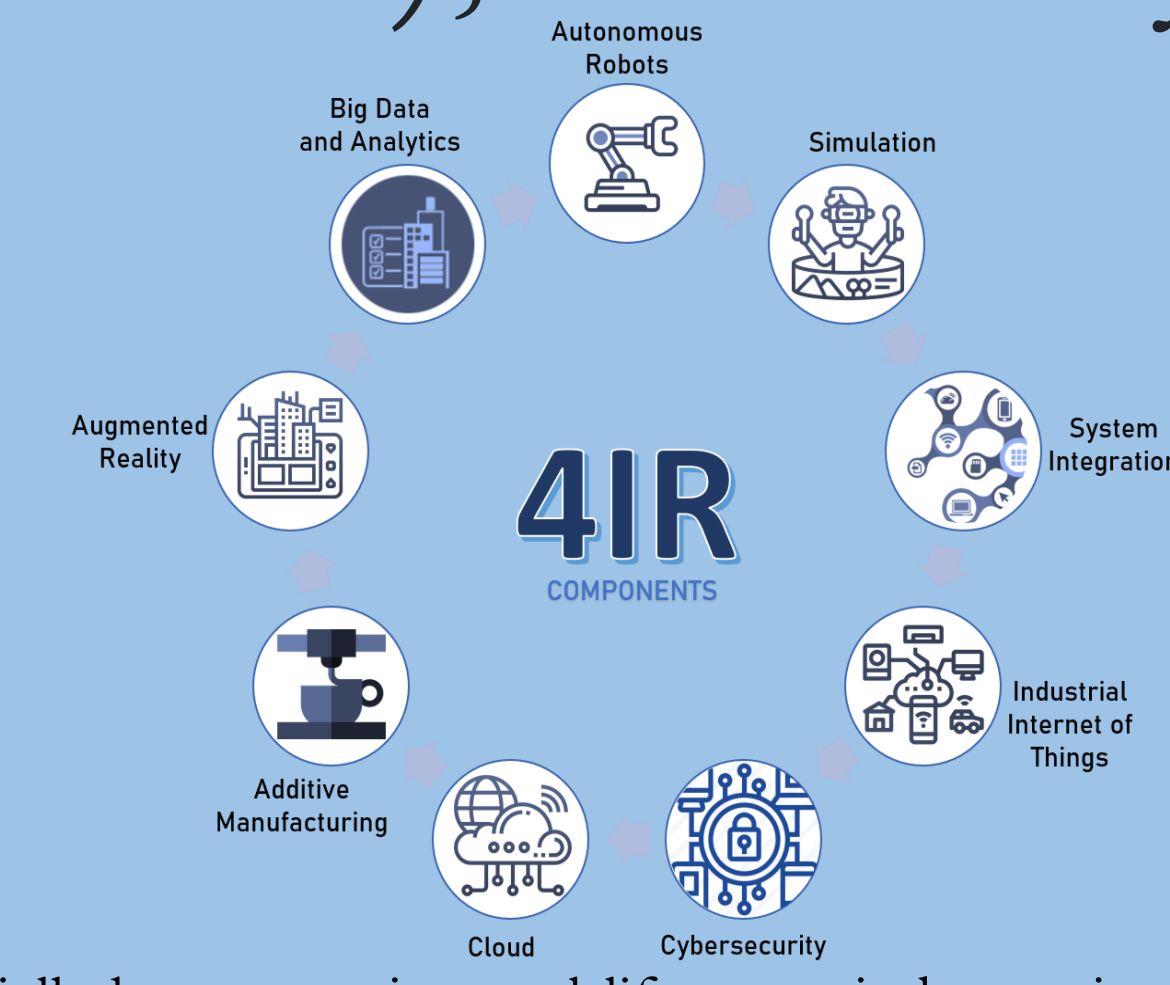 Autonomous
Robots
Big Data
and Analytics
Simulation
Augmented
Reality
System
Integration
4IR
COMPONENTS
Industrial
Internet of
Things
Additive
Manufacturing
Cloud
Cybersecurity